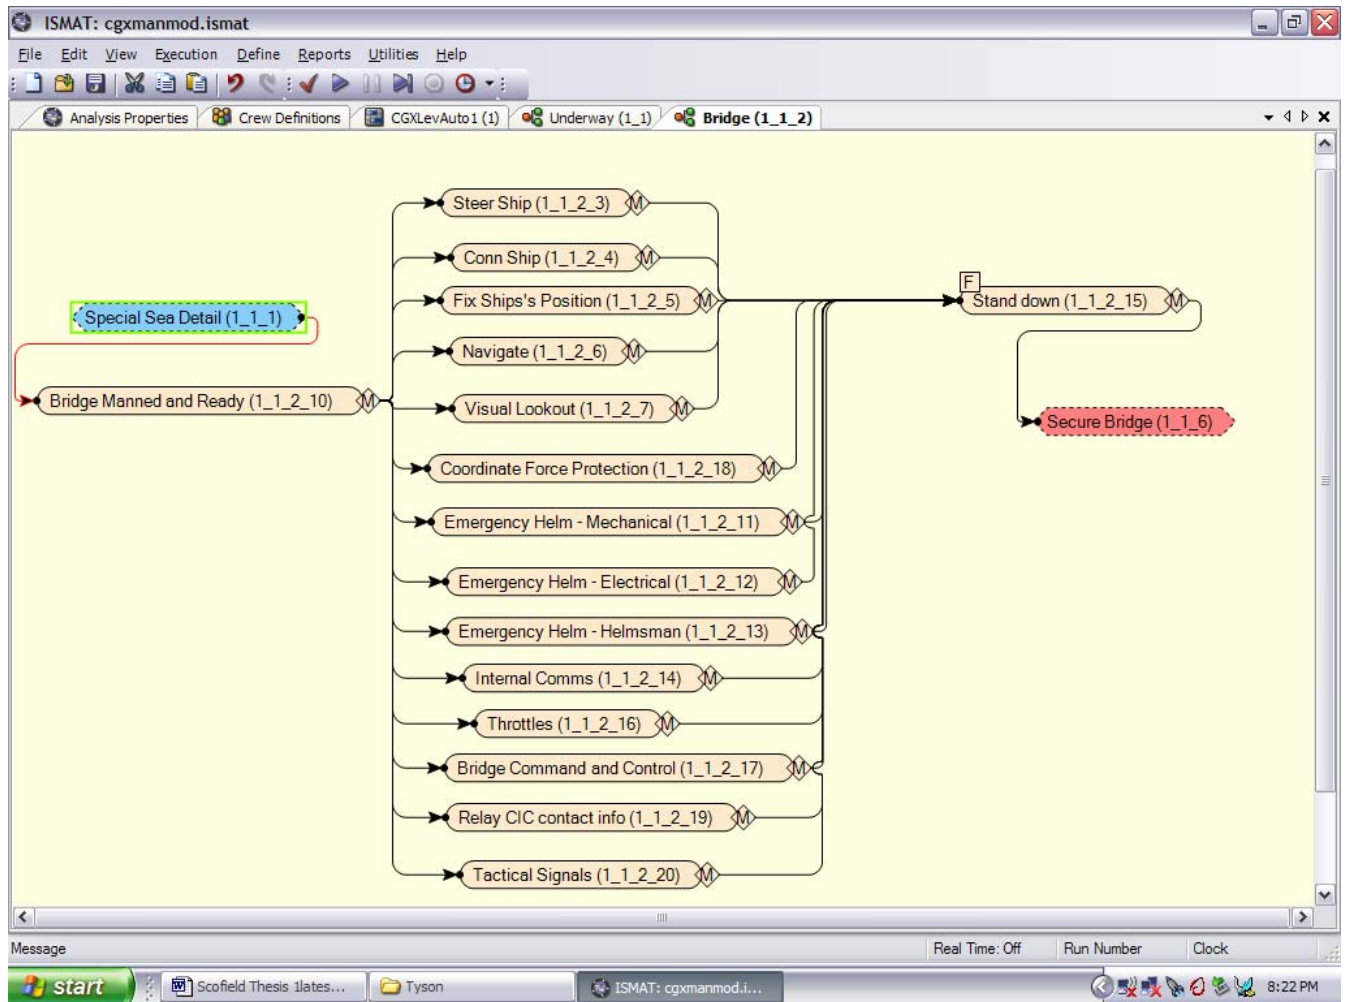 ISMAT: cgxmanmod.ismat
File Edit View Execution Define Reports Utilities Help
Analysis Properties Crew Definitions CGXLevAuto1 (1) Underway (1_1) Bridge (1_1_2)
Steer Ship (1_1_2_3) M
Conn Ship (1_1_2_4) M
Fix Ships's Position (1_1_2_5) M
F
Stand down (1_1_2_15) M
Special Sea Detail (1_1_1)
Navigate (1_1_2_6) M
Bridge Manned and Ready (1_1_2_10) M
Visual Lookout (1_1_2_7) M
Secure Bridge (1_1_6)
Coordinate Force Protection (1_1_2_18) M
Emergency Helm - Mechanical (1_1_2_11) M
Emergency Helm - Electrical (1_1_2_12) M
Emergency Helm - Helmsman (1_1_2_13) M
Internal Comms (1_1_2_14) M
Throttles (1_1_2_16) M
Bridge Command and Control (1_1_2_17) M
Relay CIC contact info (1_1_2_19) M
Tactical Signals (1_1_2_20) M
Message Real Time: Off Run Number Clock
start Scofield Thesis 1lates... Tyson ISMAT: cgxmanmod.i... 8:22 PM